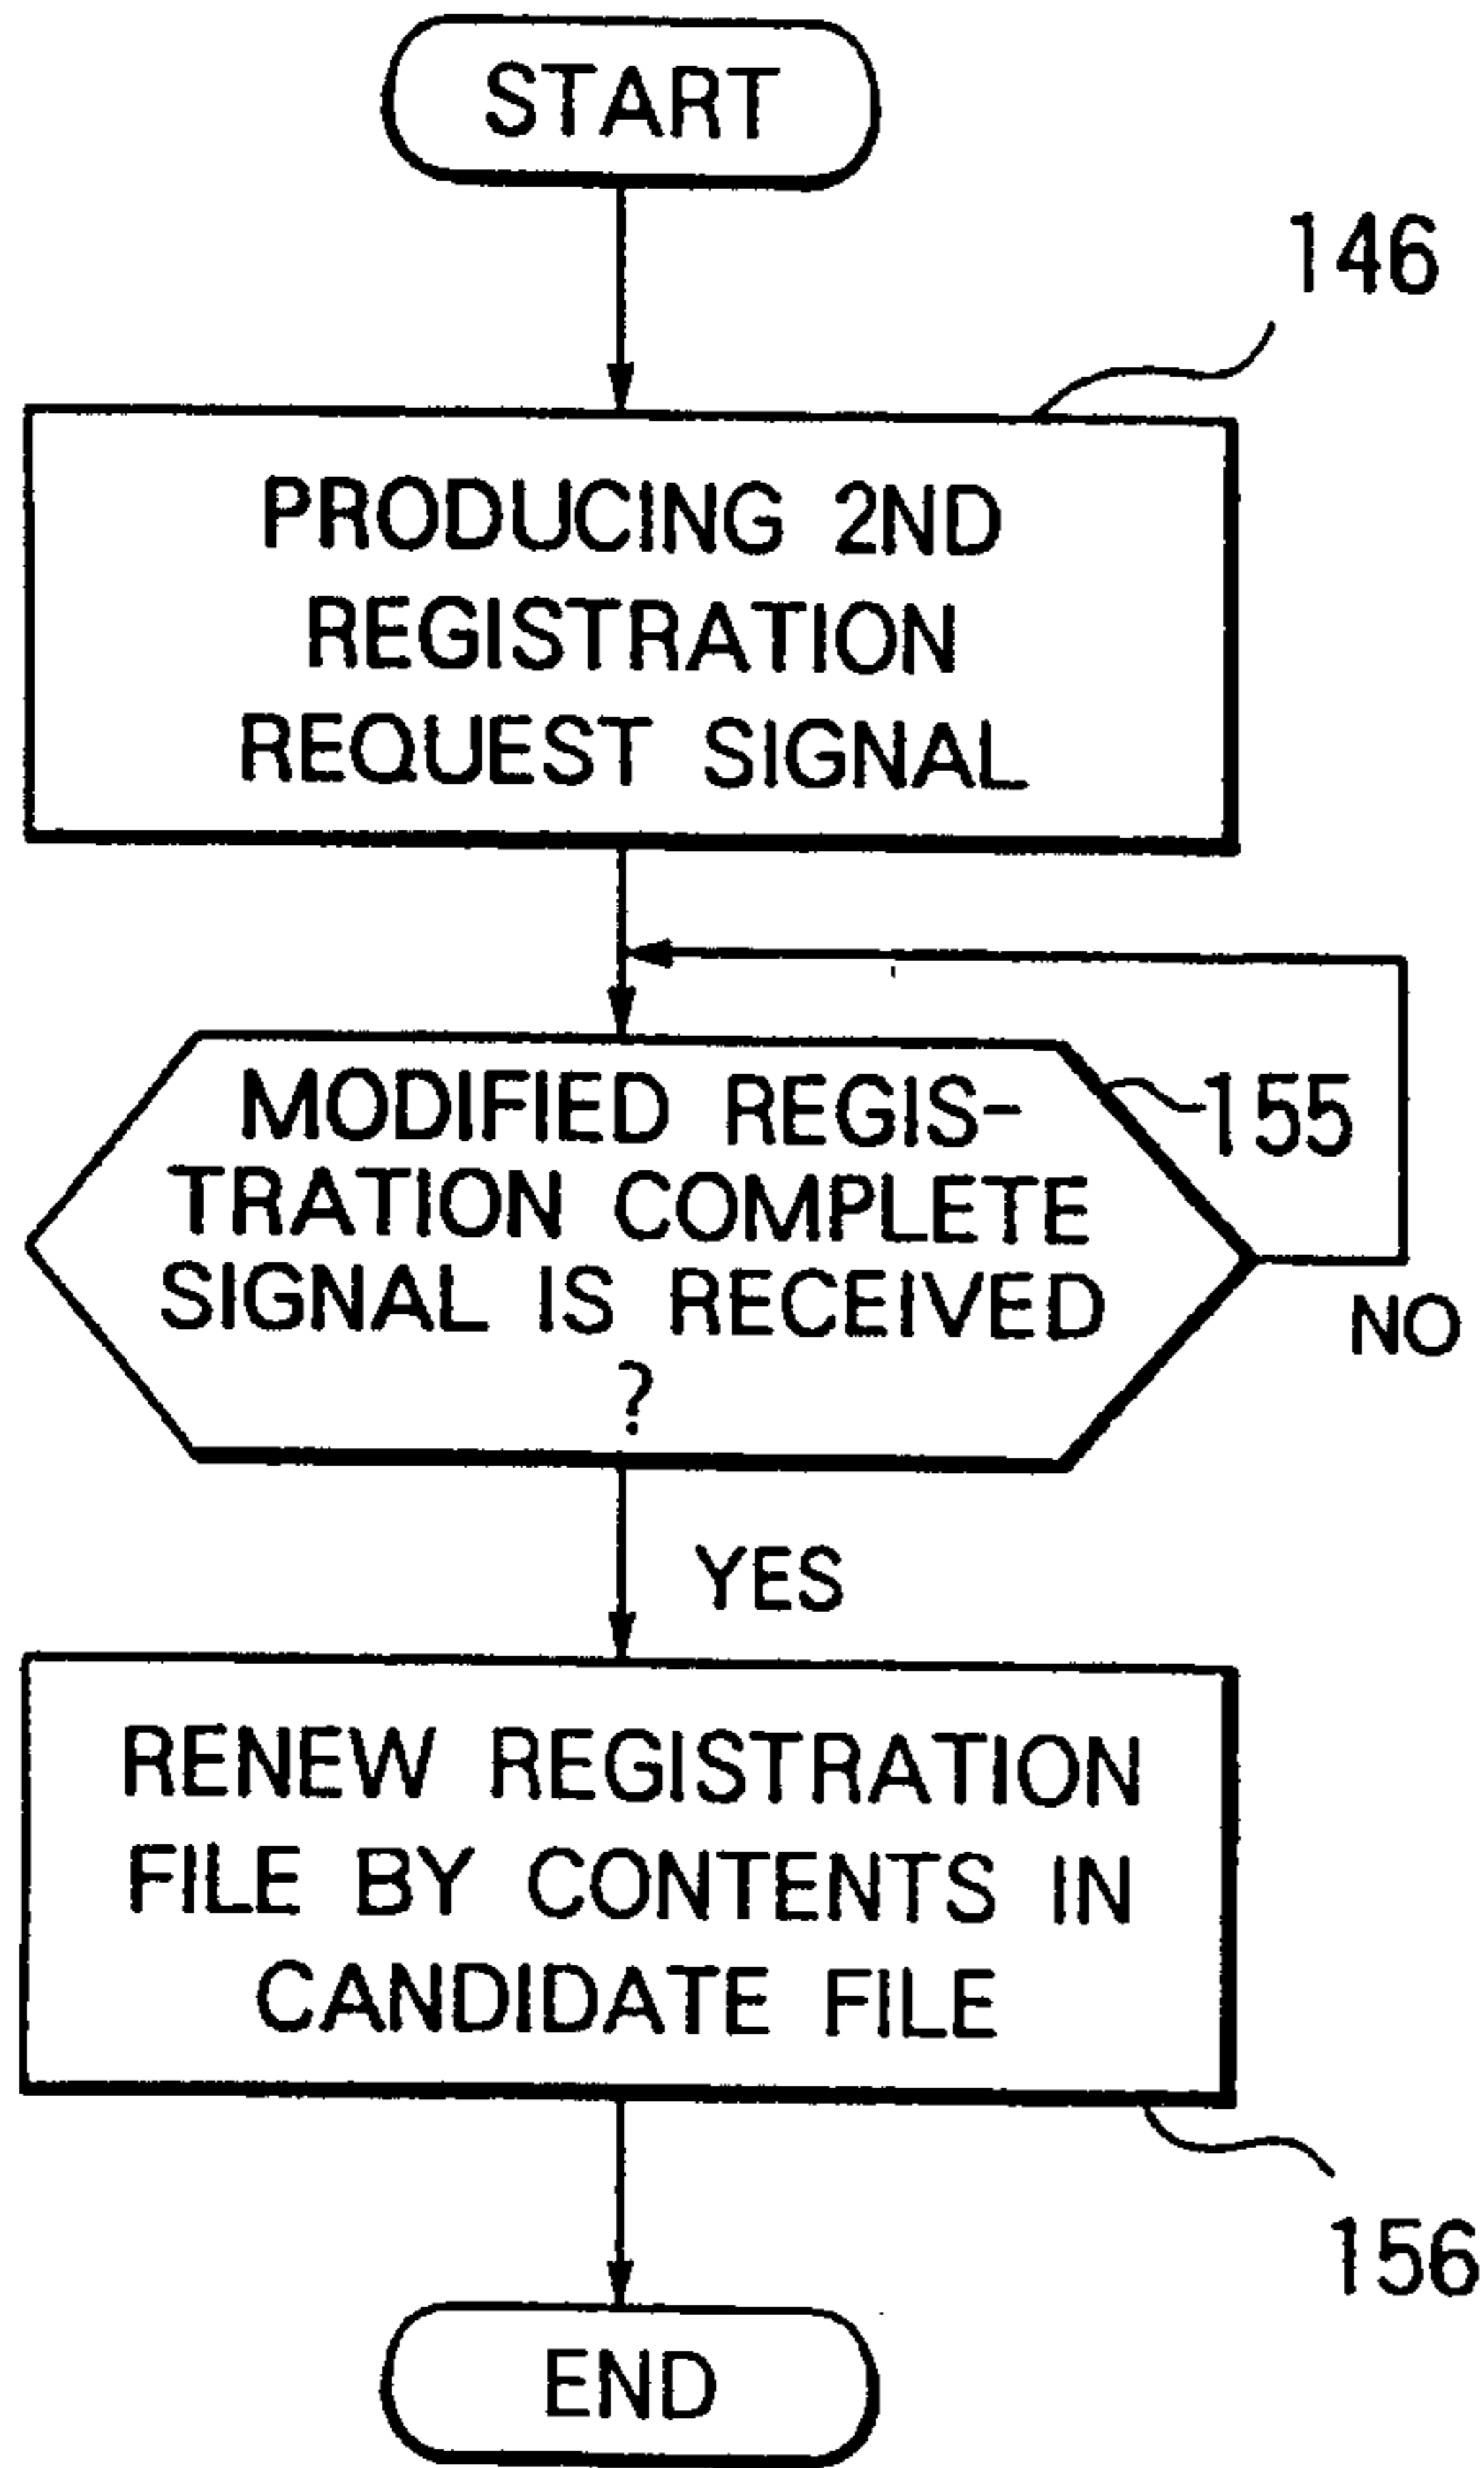 START
146
PRODUCING 2ND
REGISTRATION
REQUEST SIGNAL
MODIFIED REGIS-
155
TRATION COMPLETE
SIGNAL IS RECEIVED
?
NO
YES
RENEW REGISTRATION
FILE BY CONTENTS IN
CANDIDATE FILE
156
END